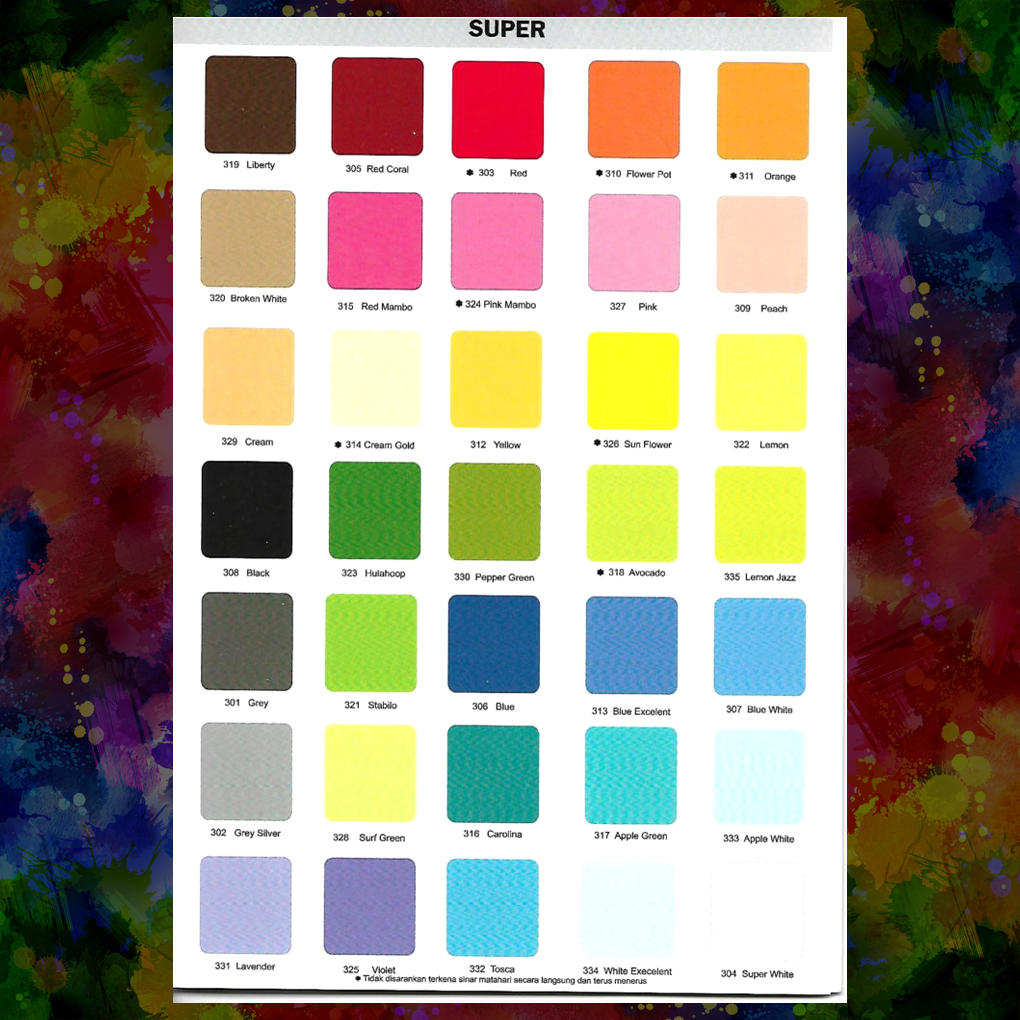 SUPER
319 Liberty
305 Red Coral
✽ 303 Red
✽ 310 Flower Pot
✽ 311 Orange
320 Broken White
315 Red Mambo
✽ 324 Pink Mambo
327 Pink
309 Peach
329 Cream
✽ 314 Cream Gold
312 Yellow
✽ 326 Sun Flower
322 Lemon
308 Black
323 Hulahoop
330 Pepper Green
✽ 318 Avocado
335 Lemon Jazz
301 Grey
321 Stabilo
306 Blue
313 Blue Excelent
307 Blue White
302 Grey Silver
328 Surf Green
316 Carolina
317 Apple Green
333 Apple White
331 Lavender
325 Violet
332 Tosca
334 White Execelent
304 Super White
✽ Tidak disarankan terkena sinar matahari secara langsung dan terus menerus